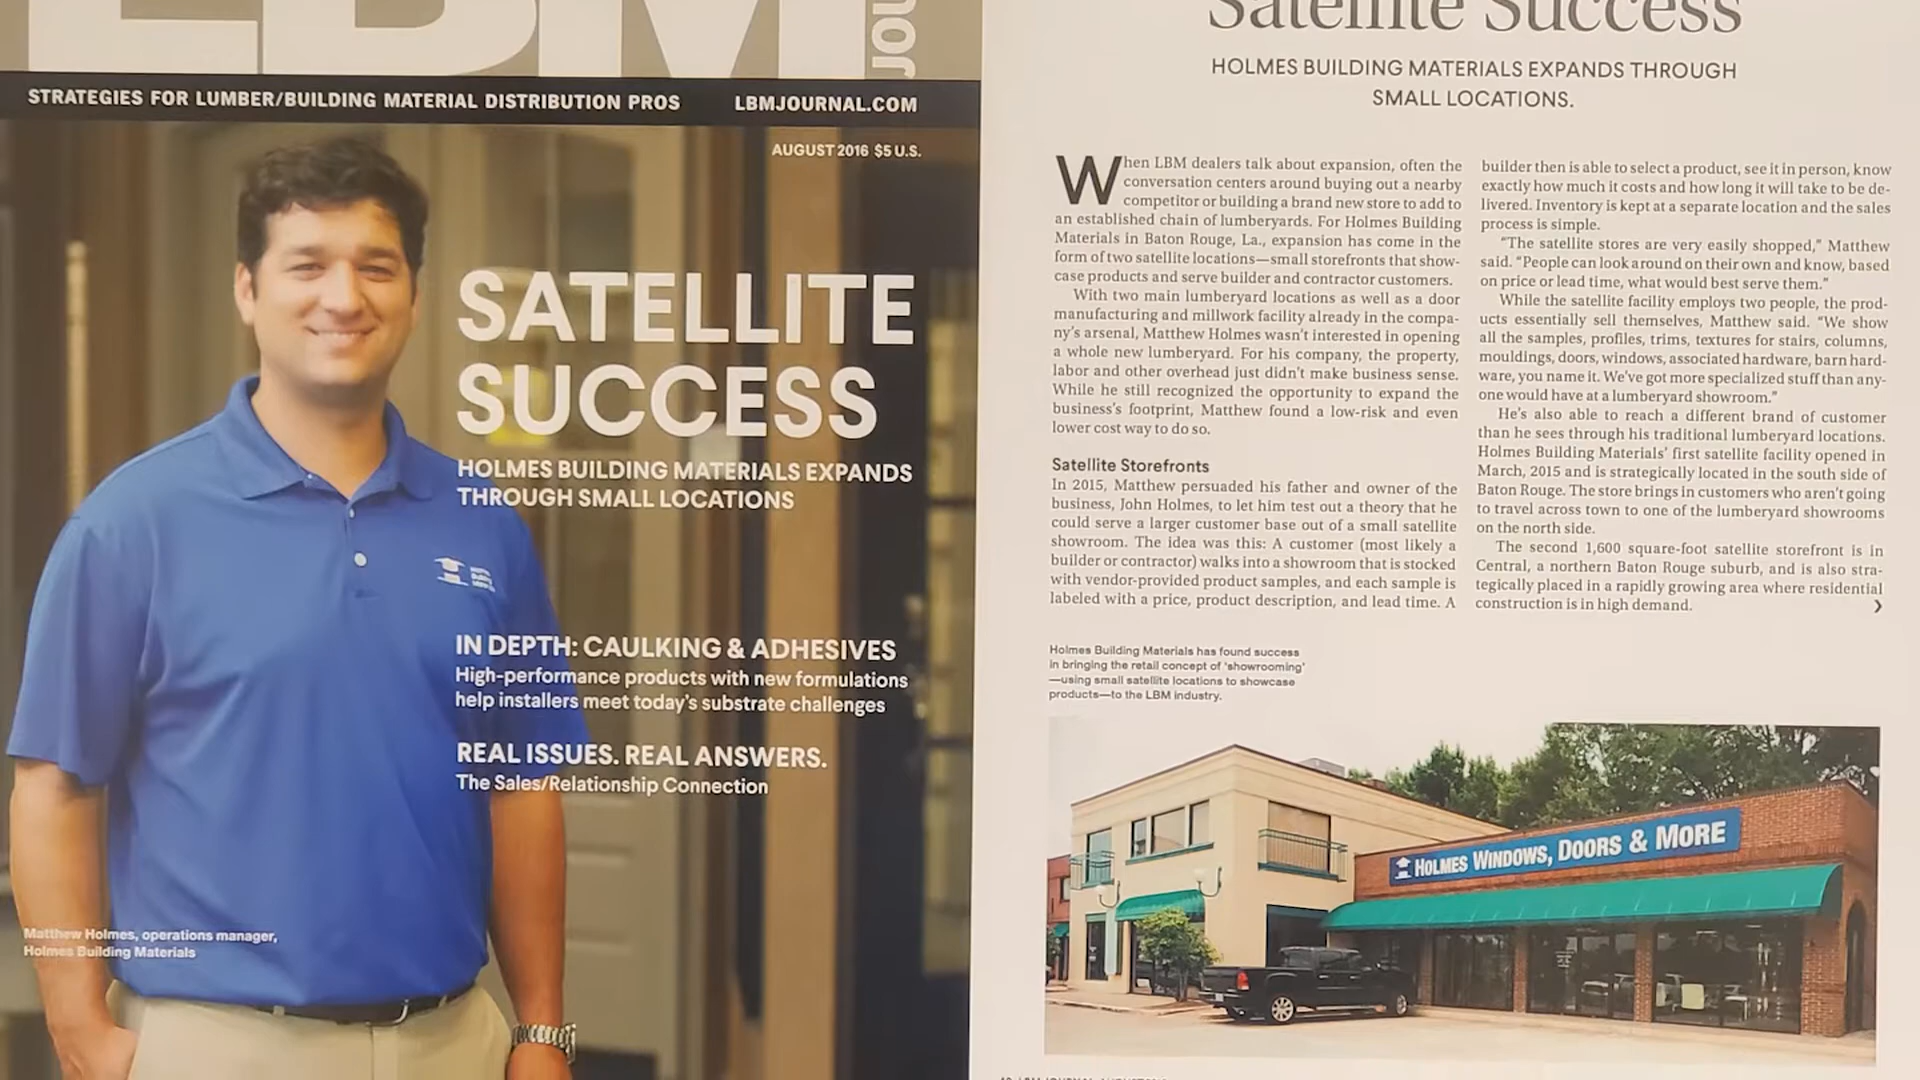 LBM
STRATEGIES FOR LUMBER/BUILDING MATERIAL DISTRIBUTION PROS
LBMJOURNAL.COM
AUGUST 2016 $5 U.S.
SATELLITE
SUCCESS
HOLMES BUILDING MATERIALS EXPANDS
THROUGH SMALL LOCATIONS
IN DEPTH: CAULKING & ADHESIVES
High-performance products with new formulations
help installers meet today's substrate challenges
REAL ISSUES. REAL ANSWERS.
The Sales/Relationship Connection
Matthew Holmes, operations manager,
Holmes Building Materials
Satellite Success
HOLMES BUILDING MATERIALS EXPANDS THROUGH
SMALL LOCATIONS.
When LBM dealers talk about expansion, often the
conversation centers around buying out a nearby
competitor or building a brand new store to add to
an established chain of lumberyards. For Holmes Building
Materials in Baton Rouge, La., expansion has come in the
form of two satellite locations—small storefronts that show-
case products and serve builder and contractor customers.
With two main lumberyard locations as well as a door
manufacturing and millwork facility already in the compa-
ny's arsenal, Matthew Holmes wasn't interested in opening
a whole new lumberyard. For his company, the property,
labor and other overhead just didn't make business sense.
While he still recognized the opportunity to expand the
business's footprint, Matthew found a low-risk and even
lower cost way to do so.
Satellite Storefronts
In 2015, Matthew persuaded his father and owner of the
business, John Holmes, to let him test out a theory that he
could serve a larger customer base out of a small satellite
showroom. The idea was this: A customer (most likely a
builder or contractor) walks into a showroom that is stocked
with vendor-provided product samples, and each sample is
labeled with a price, product description, and lead time. A
builder then is able to select a product, see it in person, know
exactly how much it costs and how long it will take to be de-
livered. Inventory is kept at a separate location and the sales
process is simple.
"The satellite stores are very easily shopped," Matthew
said. "People can look around on their own and know, based
on price or lead time, what would best serve them."
While the satellite facility employs two people, the prod-
ucts essentially sell themselves, Matthew said. "We show
all the samples, profiles, trims, textures for stairs, columns,
mouldings, doors, windows, associated hardware, barn hard-
ware, you name it. We've got more specialized stuff than any-
one would have at a lumberyard showroom."
He's also able to reach a different brand of customer
than he sees through his traditional lumberyard locations.
Holmes Building Materials' first satellite facility opened in
March, 2015 and is strategically located in the south side of
Baton Rouge. The store brings in customers who aren't going
to travel across town to one of the lumberyard showrooms
on the north side.
The second 1,600 square-foot satellite storefront is in
Central, a northern Baton Rouge suburb, and is also stra-
tegically placed in a rapidly growing area where residential
construction is in high demand.
Holmes Building Materials has found success
in bringing the retail concept of 'showrooming'
—using small satellite locations to showcase
products—to the LBM industry.
HOLMES WINDOWS, DOORS & MORE